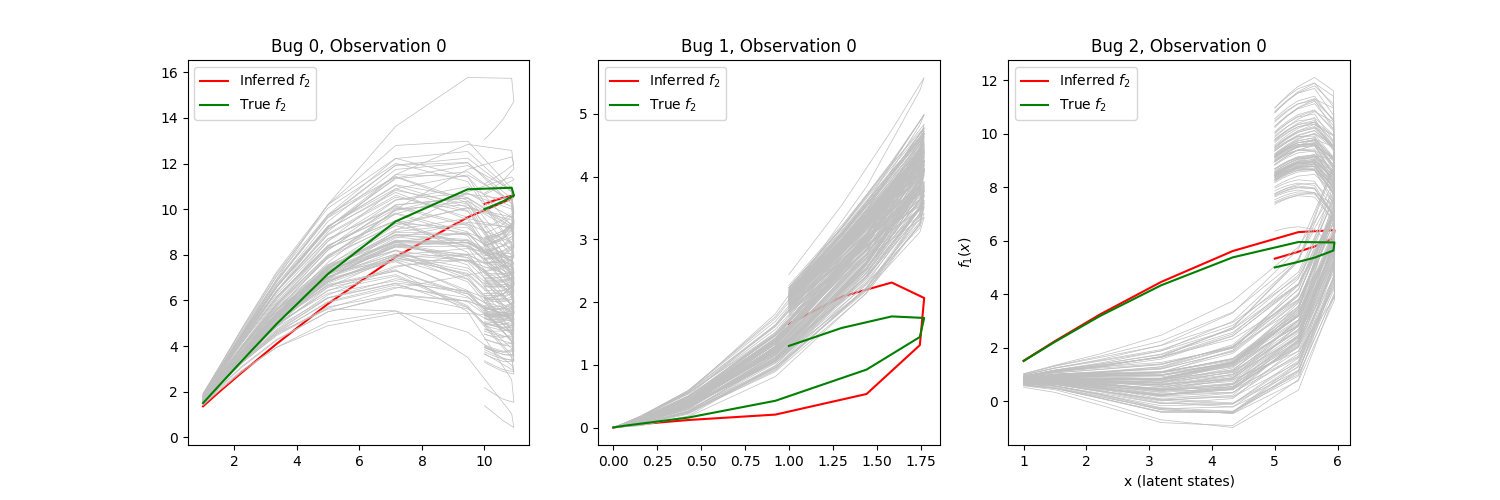 Bug 0, Observation 0
Inferred f₂
True f₂
16
14
12
10
8
6
4
2
0
2 4 6 8 10
Bug 1, Observation 0
Inferred f₂
True f₂
5
4
3
2
1
0
0.00 0.25 0.50 0.75 1.00 1.25 1.50 1.75
Bug 2, Observation 0
Inferred f₂
True f₂
f₁(x)
12
10
8
6
4
2
0
1 2 3 4 5 6
x (latent states)